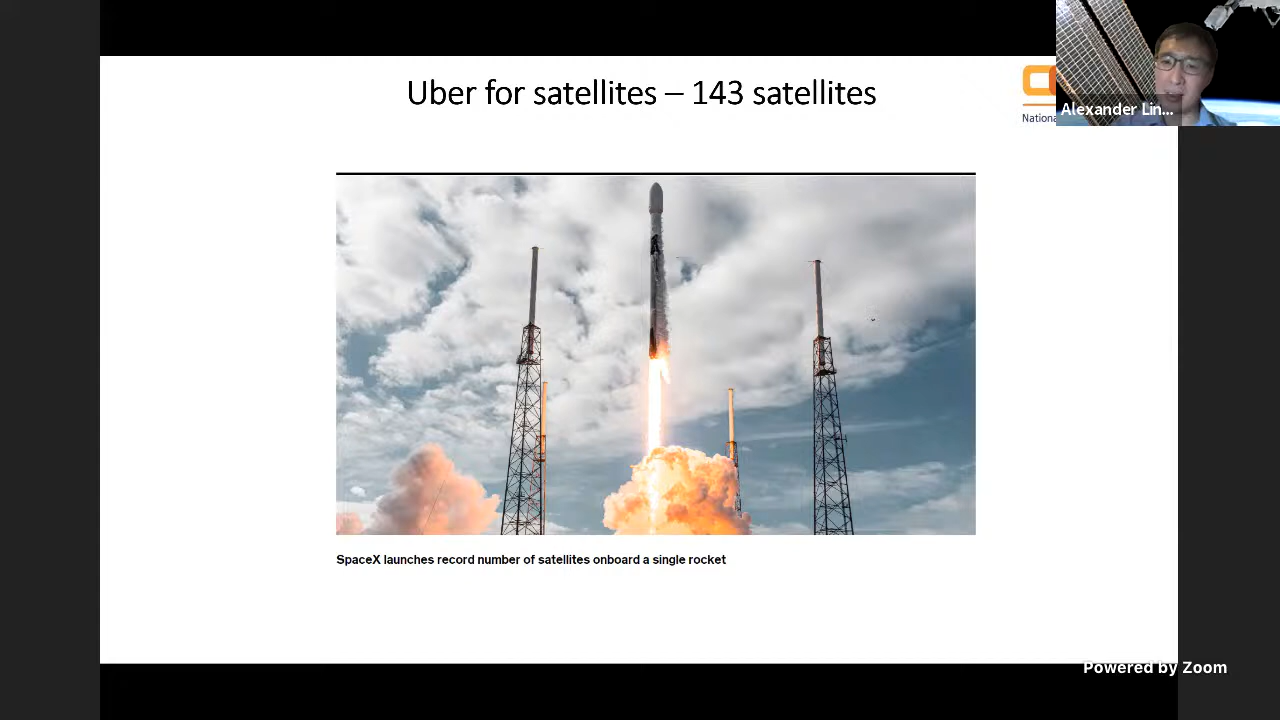 Uber for satellites – 143 satellites
National
Alexander Lin...
SpaceX launches record number of satellites onboard a single rocket
Powered by Zoom